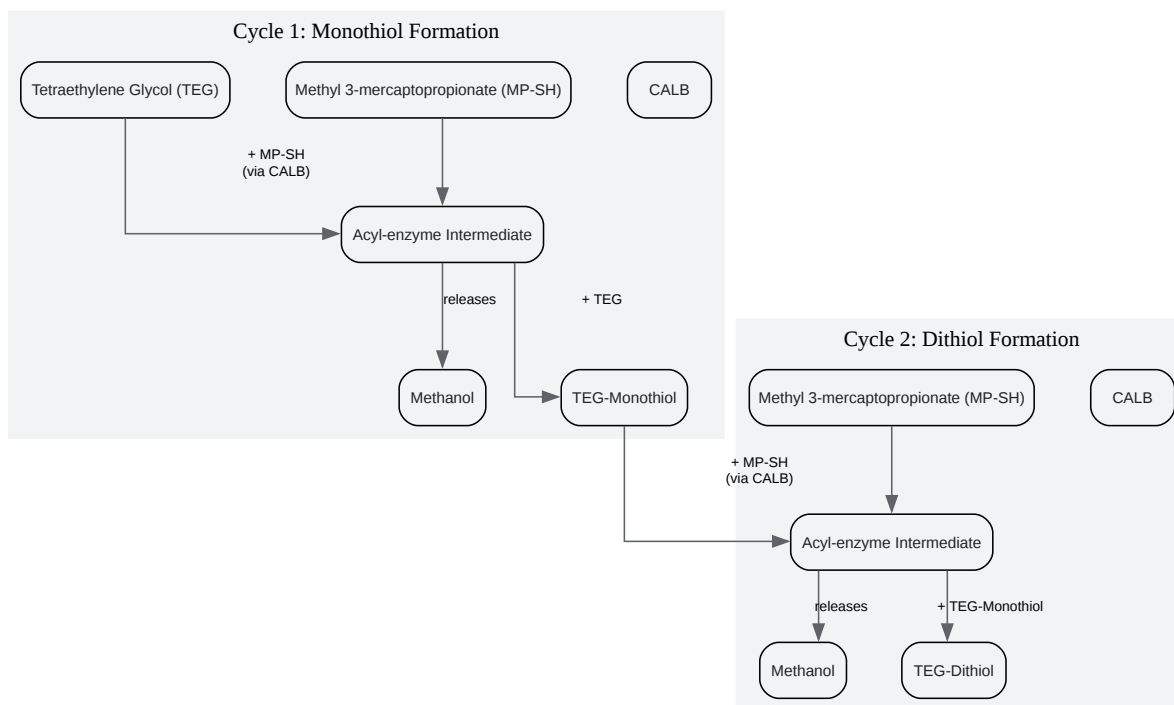 Cycle 1: Monothiol Formation
Tetraethylene Glycol (TEG)
Methyl 3-mercaptopropionate (MP-SH)
CALB
+ MP-SH
(via CALB)
Acyl-enzyme Intermediate
releases
+ TEG
Methanol
TEG-Monothiol
Cycle 2: Dithiol Formation
Methyl 3-mercaptopropionate (MP-SH)
CALB
+ MP-SH
(via CALB)
Acyl-enzyme Intermediate
releases
+ TEG-Monothiol
Methanol
TEG-Dithiol